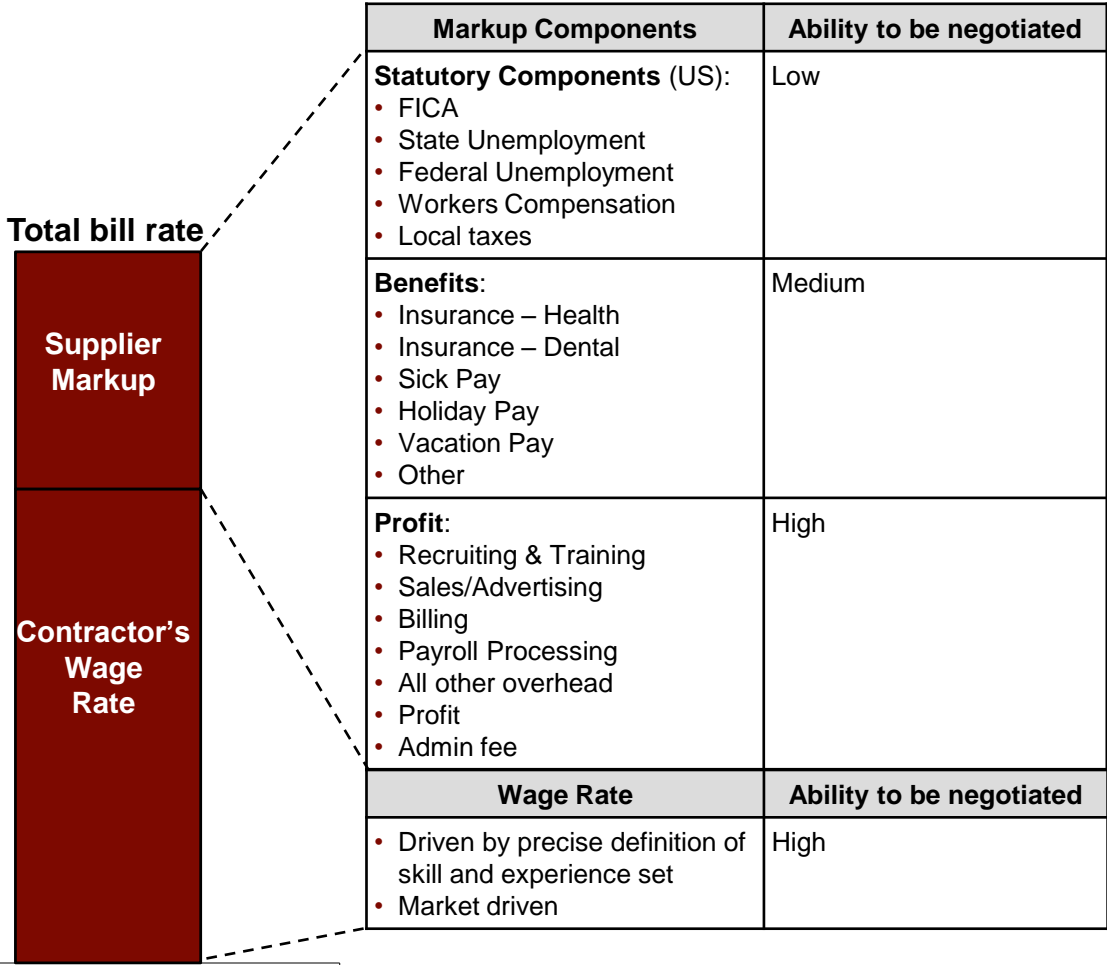 Total bill rate
Supplier
Markup
Contractor’s
Wage
Rate
Markup Components
Ability to be negotiated
Statutory Components (US):
• FICA
• State Unemployment
• Federal Unemployment
• Workers Compensation
• Local taxes
Low
Benefits:
• Insurance – Health
• Insurance – Dental
• Sick Pay
• Holiday Pay
• Vacation Pay
• Other
Medium
Profit:
• Recruiting & Training
• Sales/Advertising
• Billing
• Payroll Processing
• All other overhead
• Profit
• Admin fee
High
Wage Rate
Ability to be negotiated
• Driven by precise definition of
skill and experience set
• Market driven
High